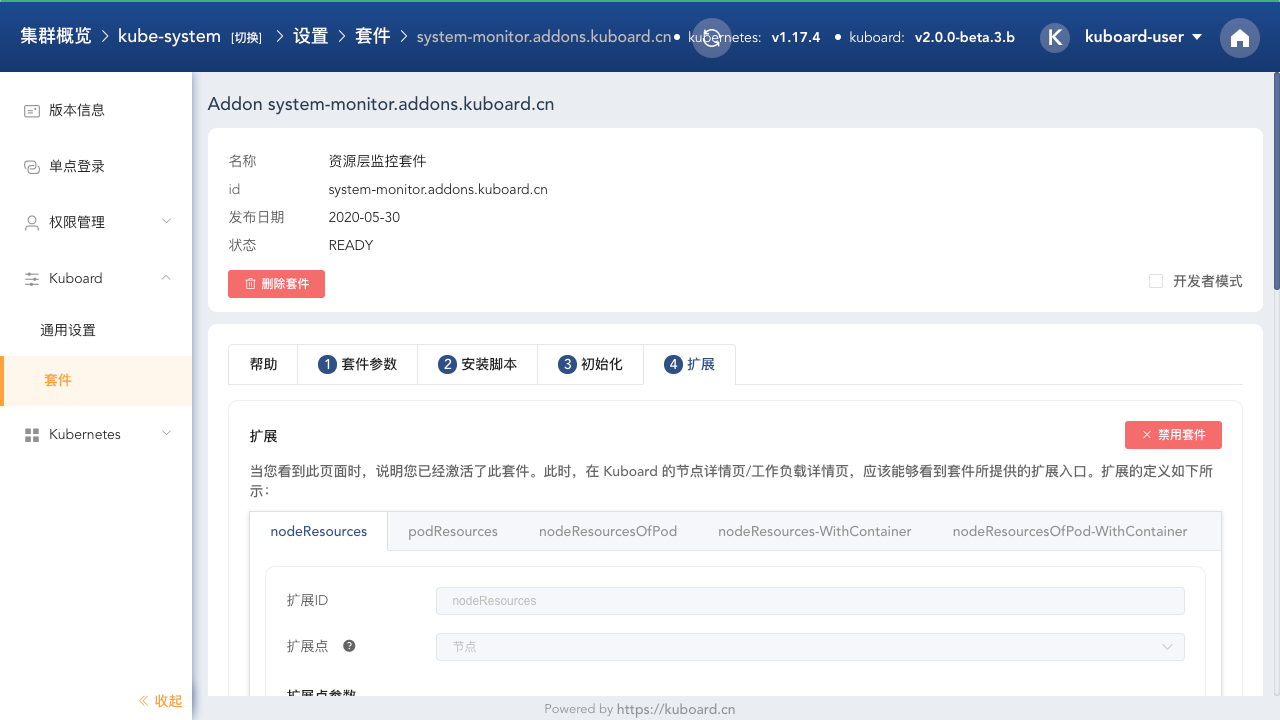 集群概览 > kube-system [切换] > 设置 > 套件 > system-monitor.addons.kuboard.cn • kubernetes: v1.17.4 • kuboard: v2.0.0-beta.3.b K kuboard-user
版本信息
单点登录
权限管理
Kuboard
通用设置
套件
Kubernetes
收起
Addon system-monitor.addons.kuboard.cn
名称 资源层监控套件
id system-monitor.addons.kuboard.cn
发布日期 2020-05-30
状态 READY
删除套件 开发者模式
帮助 1 套件参数 2 安装脚本 3 初始化 4 扩展
扩展 禁用套件
当您看到此页面时，说明您已经激活了此套件。此时，在 Kuboard 的节点详情页/工作负载详情页，应该能够看到套件所提供的扩展入口。扩展的定义如下所
示：
nodeResources podResources nodeResourcesOfPod nodeResources-WithContainer nodeResourcesOfPod-WithContainer
扩展ID nodeResources
扩展点 ? 节点
扩展点参数
Powered by https://kuboard.cn